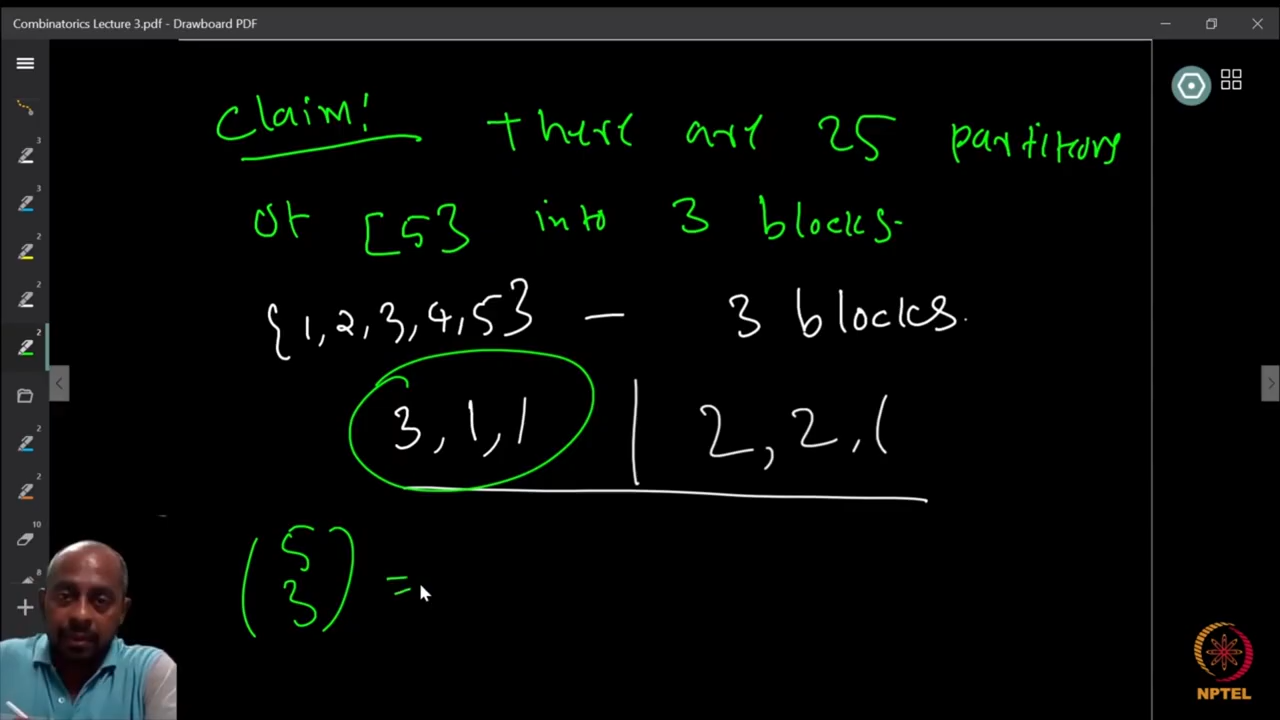 Combinatorics Lecture 3.pdf - Drawboard PDF
Claim! There are 25 partitions
of [5} into 3 blocks.
{1,2,3,4,5} - 3 blocks.
3, 1, 1 | 2, 2, (
(5
3) =
NPTEL